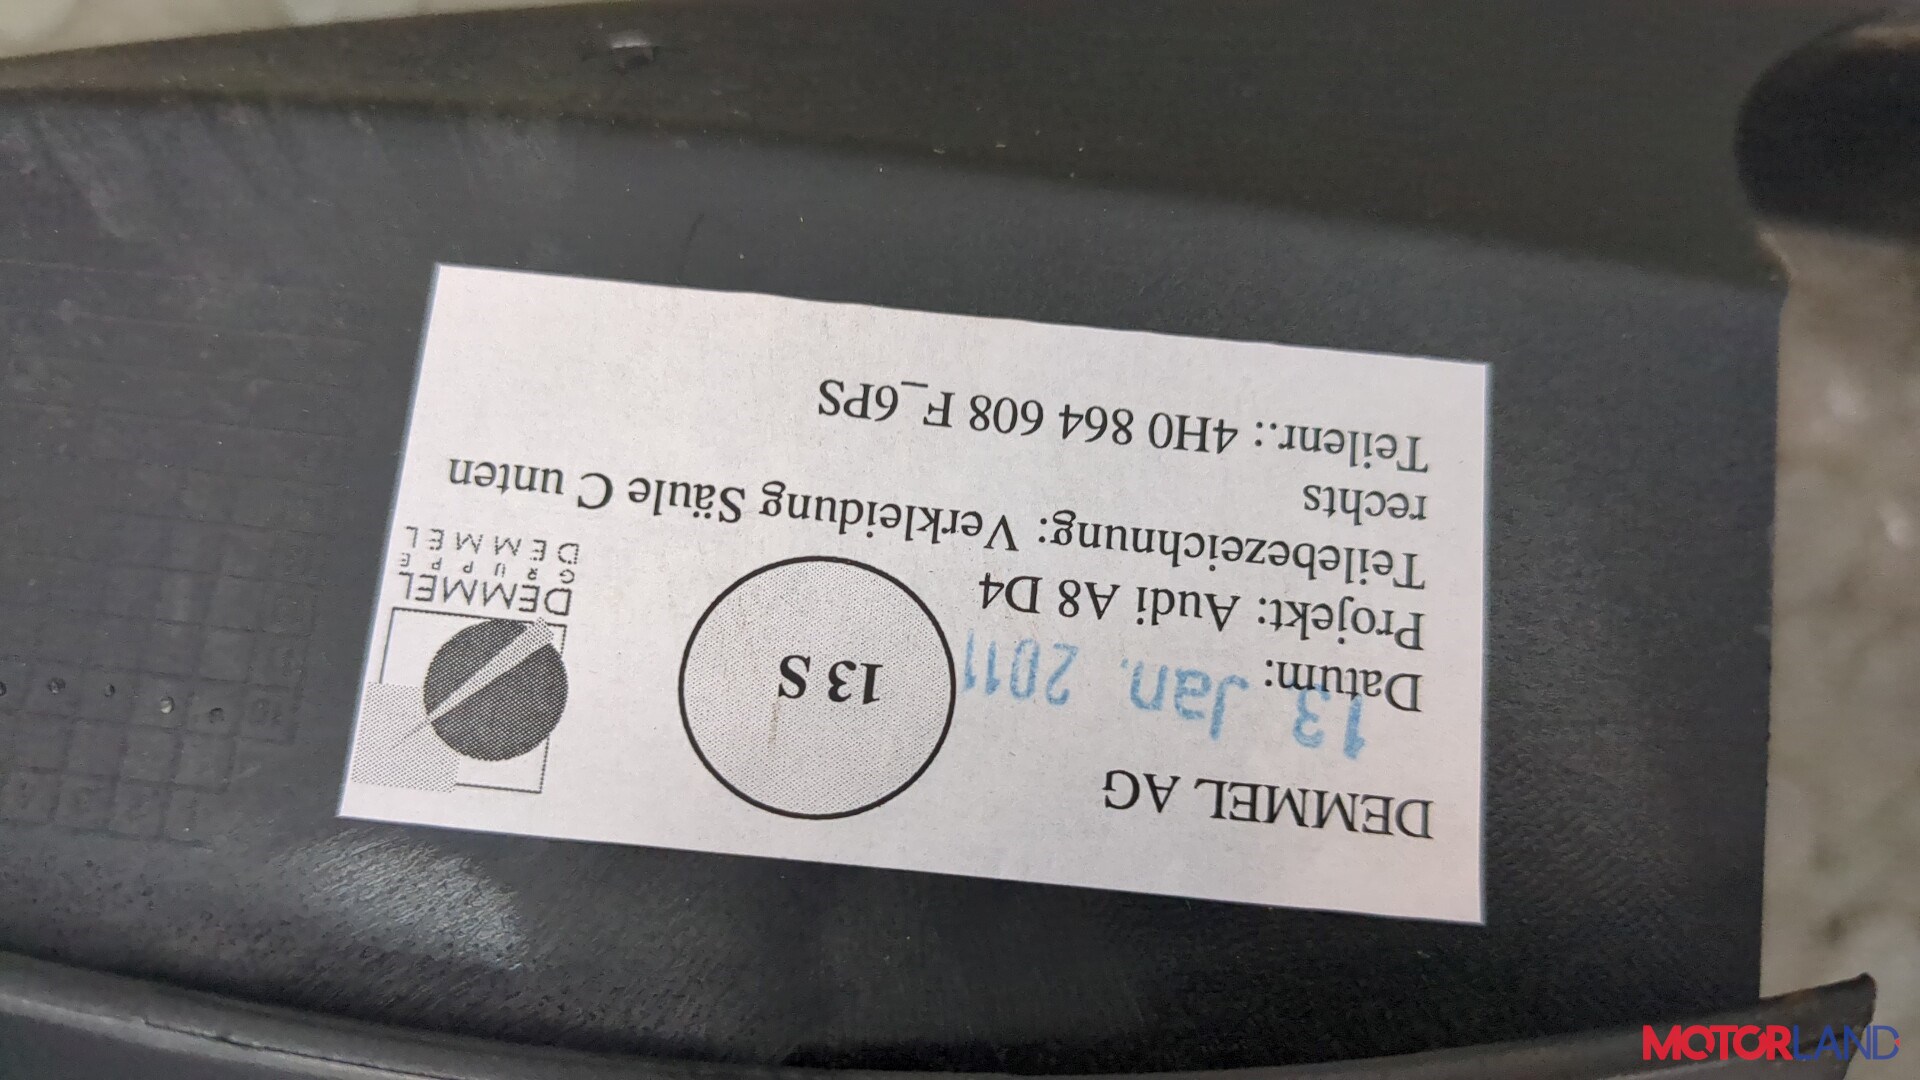 DEMMEL AG
13. Jan. 2011
Datum:
Projekt: Audi A8 D4
Teilebezeichnung: Verkleidung Säule C unten
rechts
Teilenr.: 4H0 864 608 F_6PS
13 S
DEMMEL
GRUPPE
DEMMEL
MOTORLAND